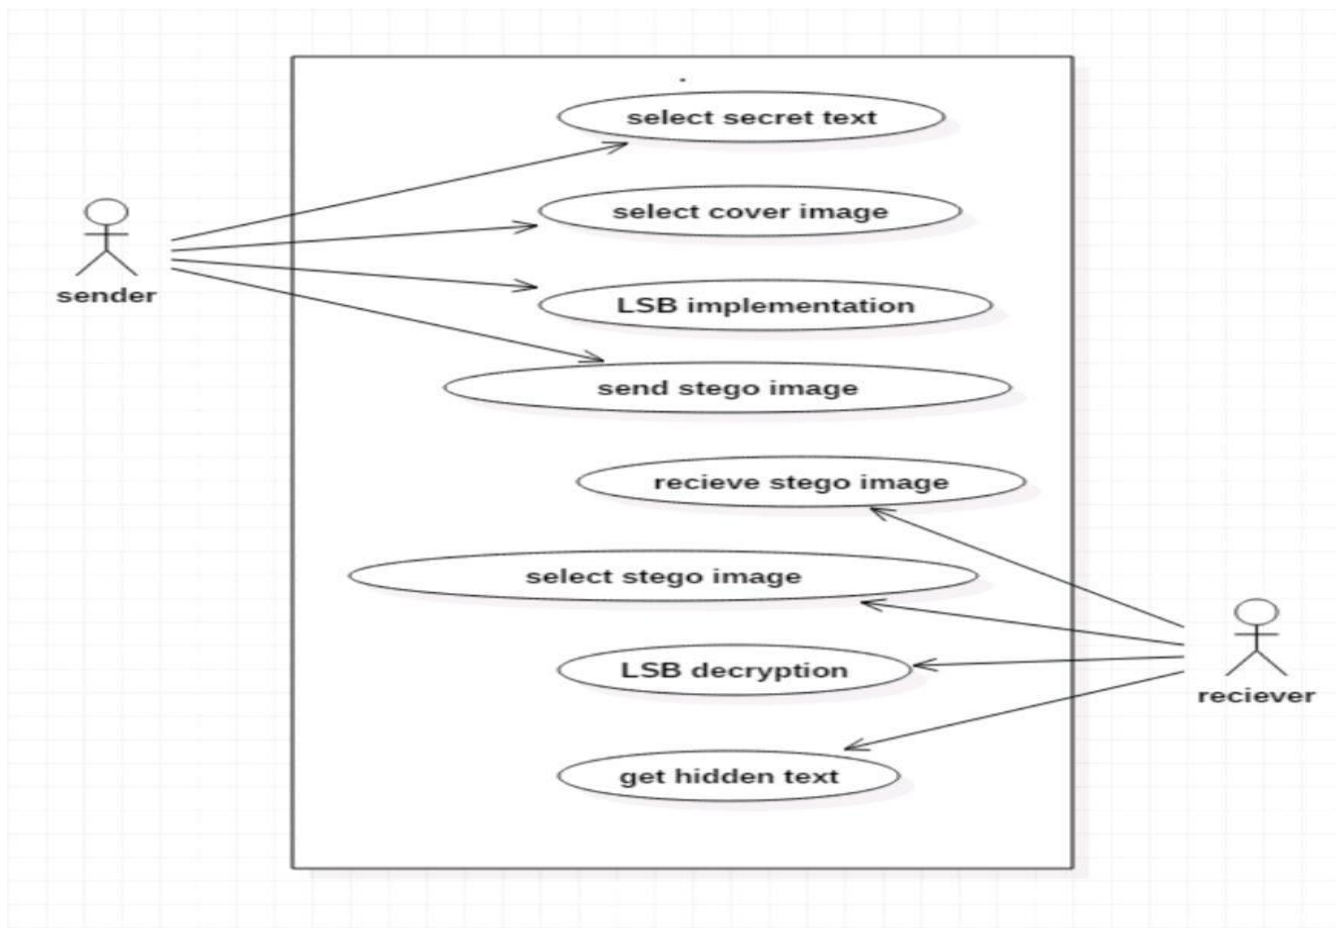 select secret text
select cover image
sender
LSB implementation
send stego image
recieve stego image
select stego image
LSB decryption
reciever
get hidden text